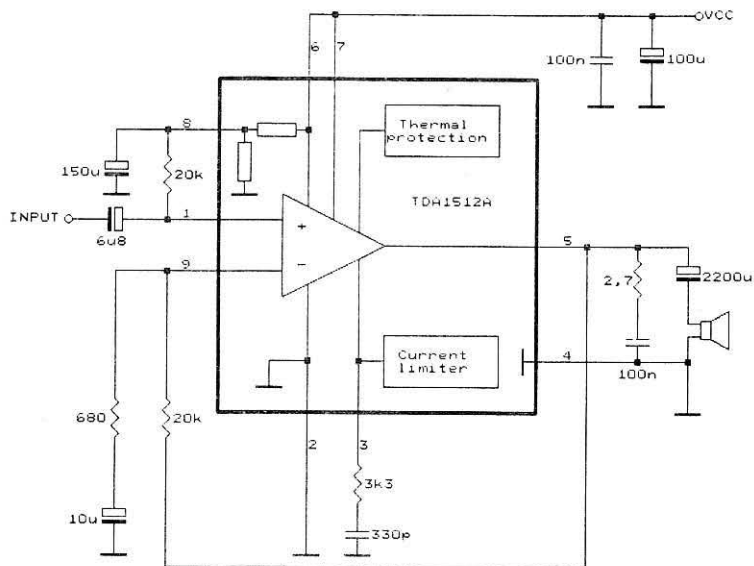 VCC
6
7
100n
100u
8
Thermal
protection
150u
20k
TDA1512A
INPUT
1
6u8
+
5
9
−
2,7
2200u
Current
limiter
4
100n
680
20k
2
3
3k3
10u
330p